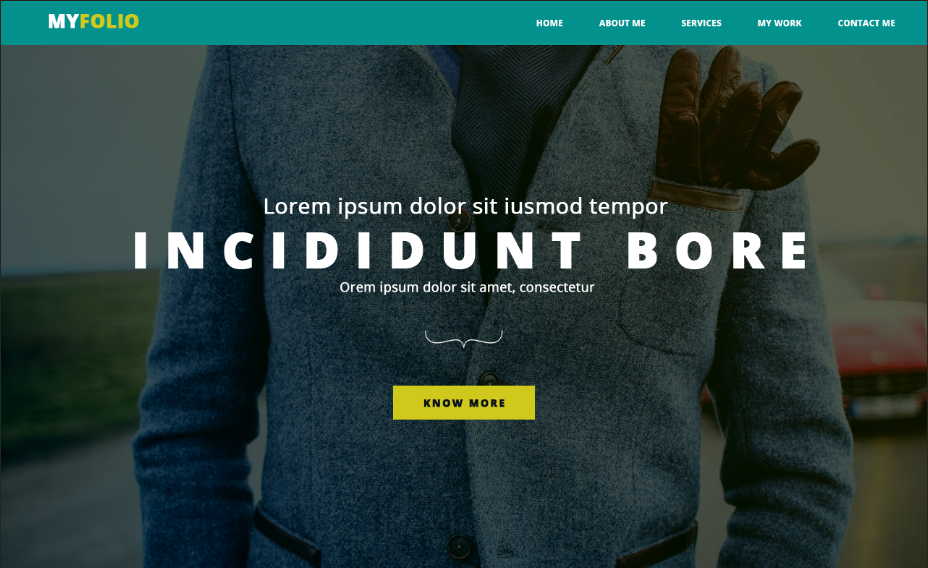 MYFOLIO
HOME ABOUT ME SERVICES MY WORK CONTACT ME
Lorem ipsum dolor sit iusmod tempor
INCIDIDUNT BORE
Orem ipsum dolor sit amet, consectetur
KNOW MORE